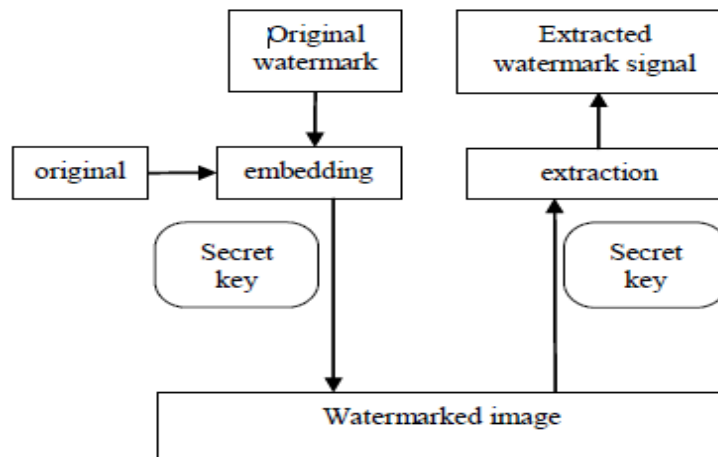 Original
watermark
Extracted
watermark signal
original
embedding
extraction
Secret
key
Secret
key
Watermarked image